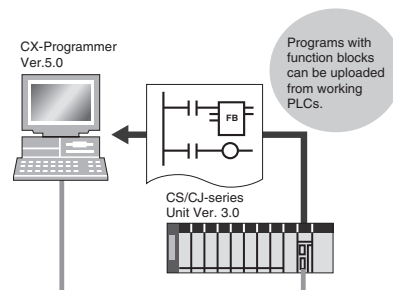 CX-Programmer
Ver.5.0
Programs with
function blocks
can be uploaded
from working
PLCs.
FB
CS/CJ-series
Unit Ver. 3.0